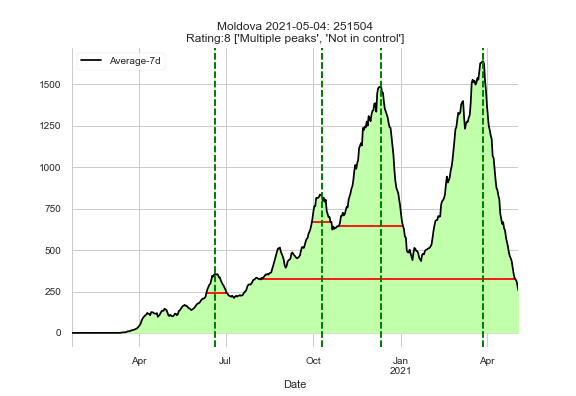 Moldova 2021-05-04: 251504
Rating:8 ['Multiple peaks', 'Not in control']
Average-7d
1500
1250
1000
750
500
250
0
Apr Jul Oct Jan Apr
2021
Date